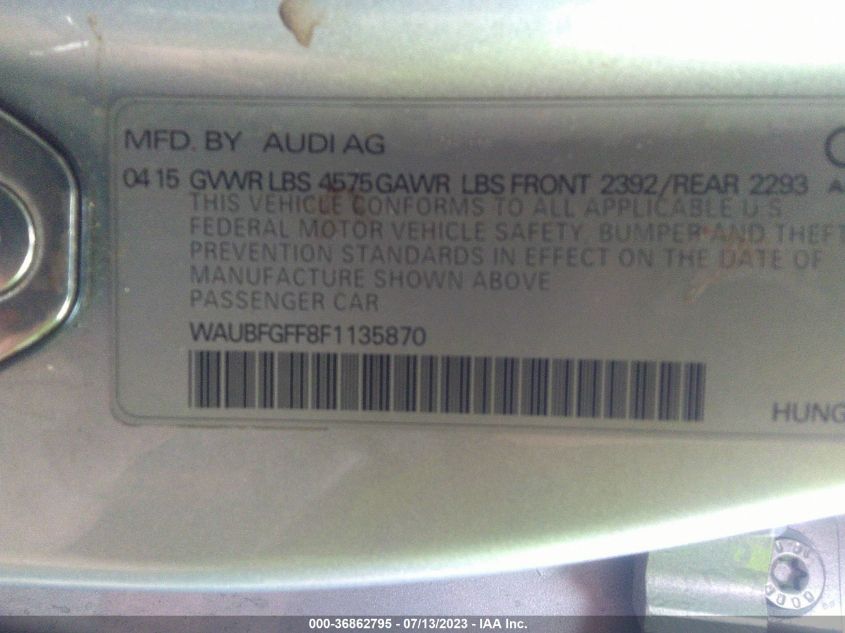 MFD. BY AUDI AG
04 15 GVWR LBS 4575 GAWR LBS FRONT 2392/REAR 2293
THIS VEHICLE CONFORMS TO ALL APPLICABLE U S
FEDERAL MOTOR VEHICLE SAFETY BUMPER AND THEFT
PREVENTION STANDARDS IN EFFECT ON THE DATE OF
MANUFACTURE SHOWN ABOVE
PASSENGER CAR
WAUBFGFF8F1135870
HUNG
000-36862795 - 07/13/2023 - IAA Inc.